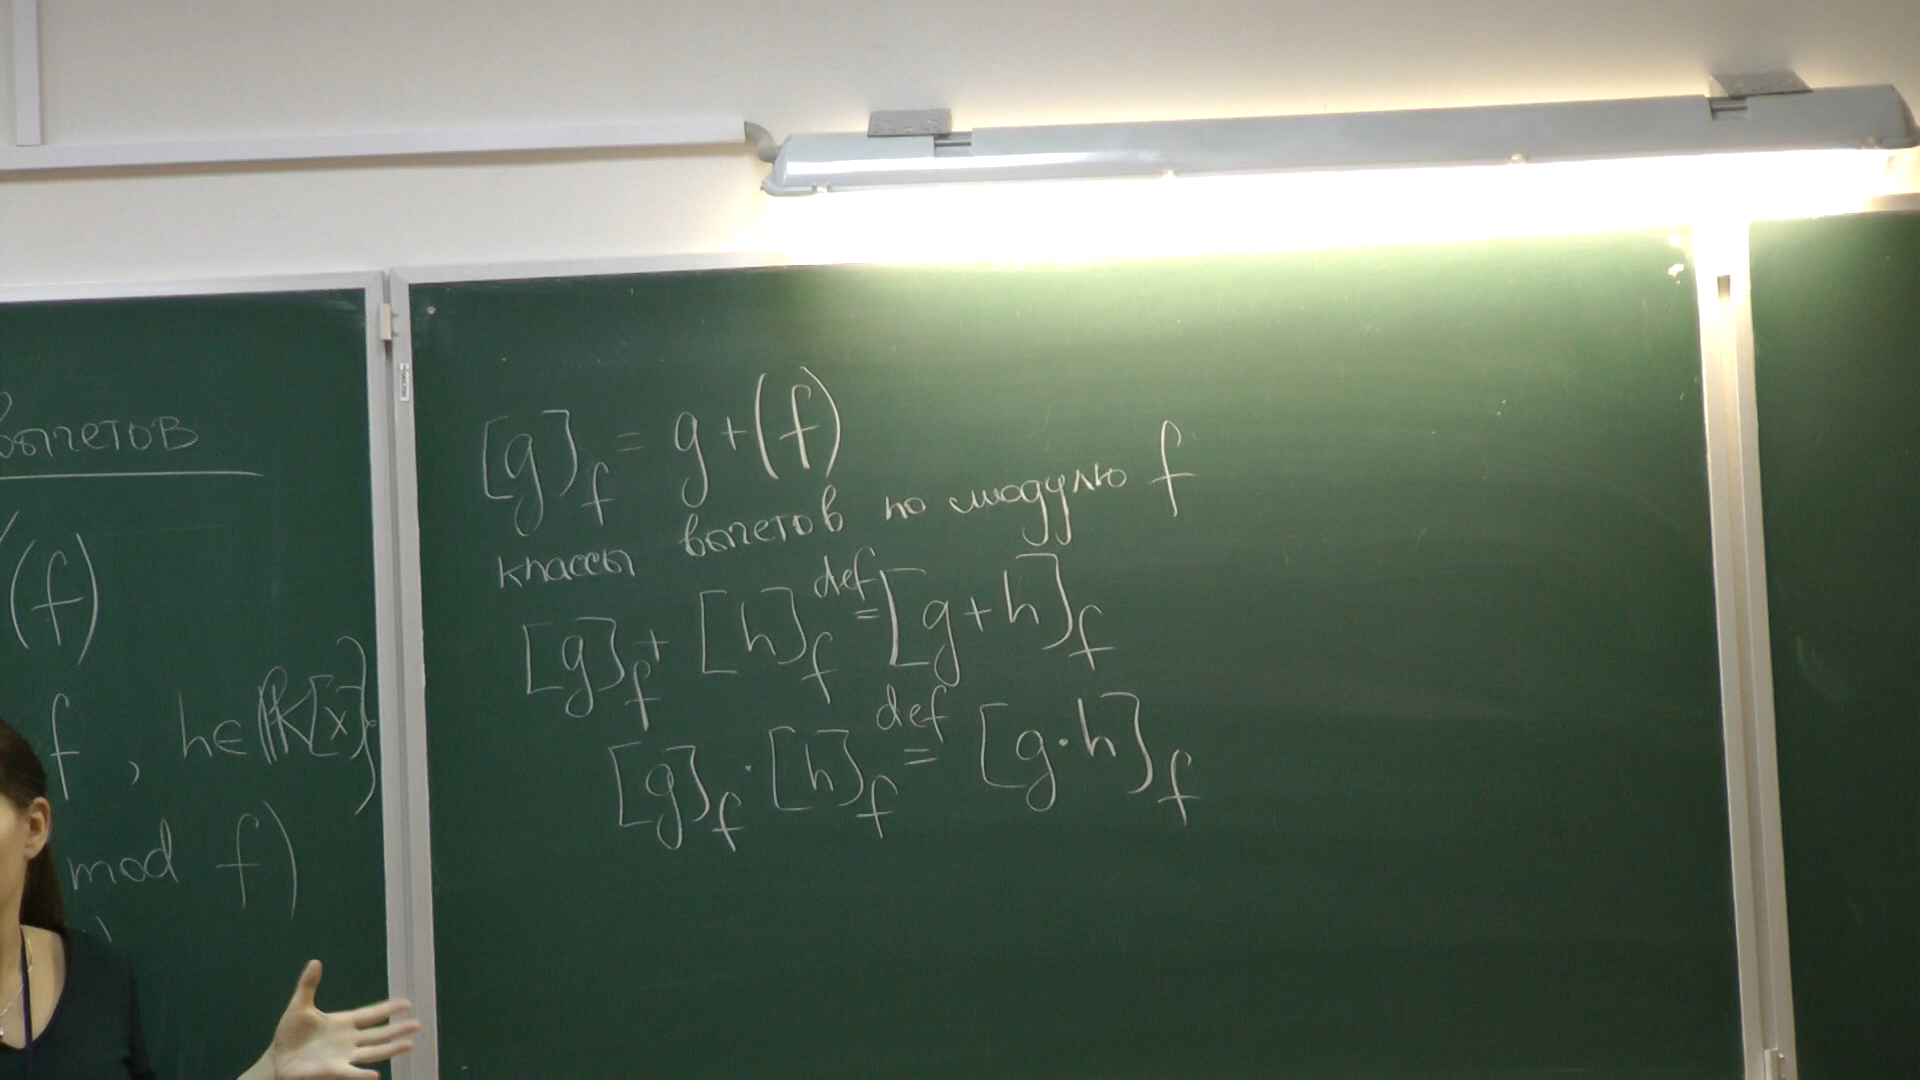 вычетов
(f)
f , h∈K[x]}
mod f)
[g]_f = g+(f)
классы вычетов по модулю f
[g]_f + [h]_f def= [g+h]_f
[g]_f · [h]_f def= [g·h]_f